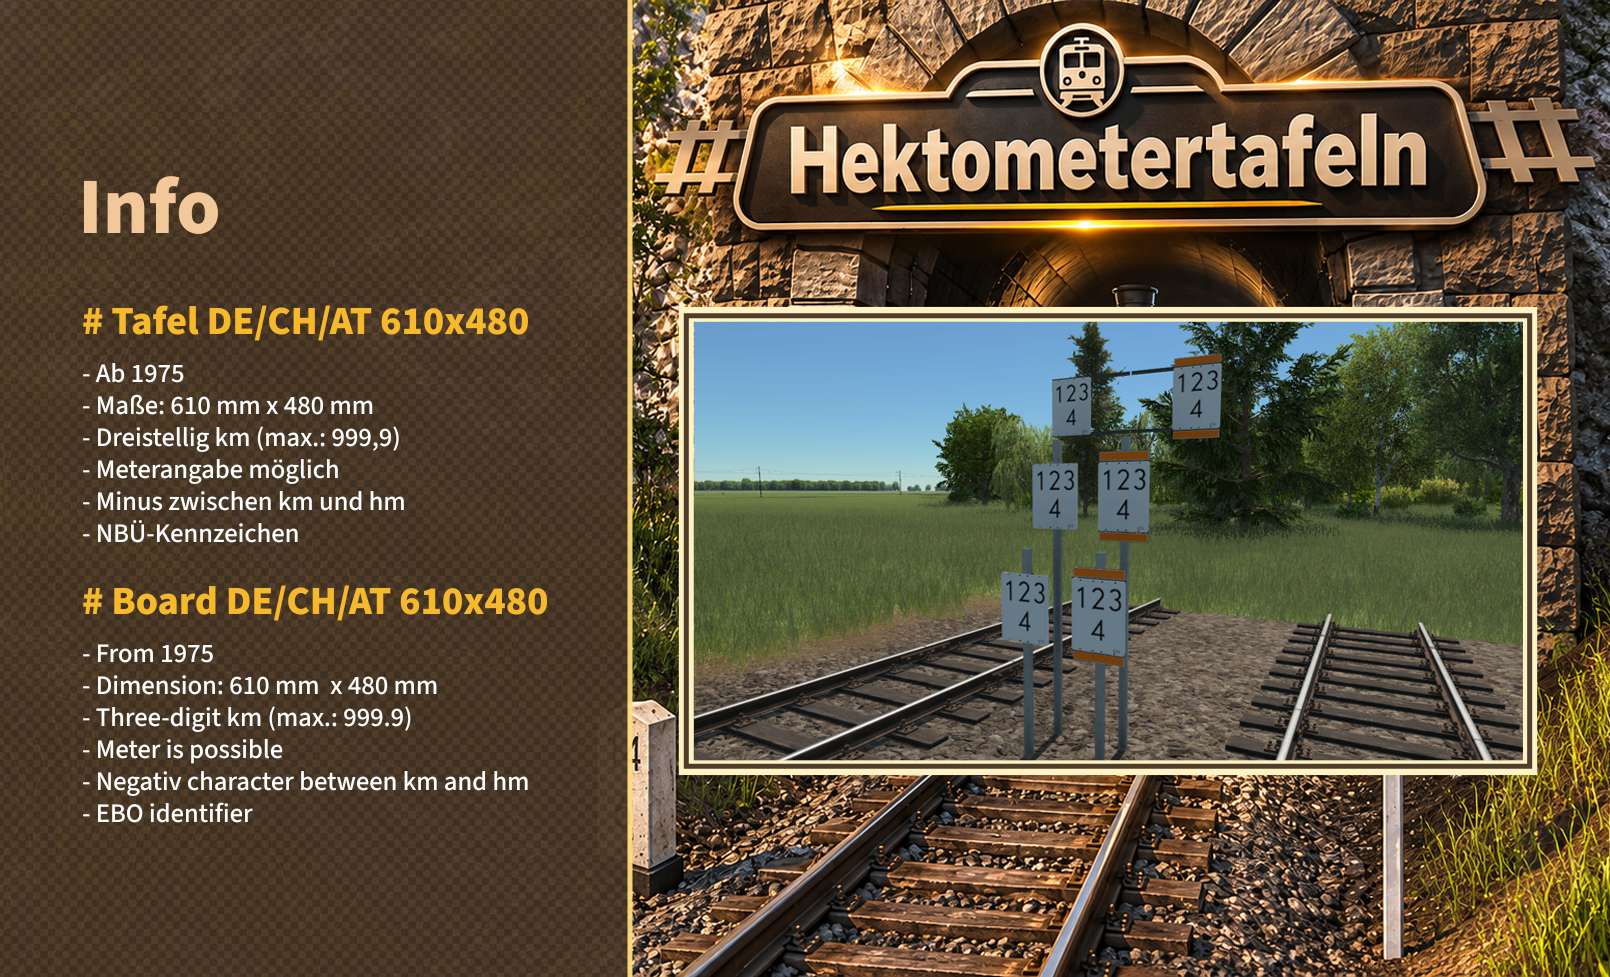 Info
# Tafel DE/CH/AT 610x480
- Ab 1975
- Maße: 610 mm x 480 mm
- Dreistellig km (max.: 999,9)
- Meterangabe möglich
- Minus zwischen km und hm
- NBÜ-Kennzeichen
# Board DE/CH/AT 610x480
- From 1975
- Dimension: 610 mm  x 480 mm
- Three-digit km (max.: 999.9)
- Meter is possible
- Negativ character between km and hm
- EBO identifier
Hektometertafeln
123
4
123
4
123
4
123
4
123
4
123
4
4